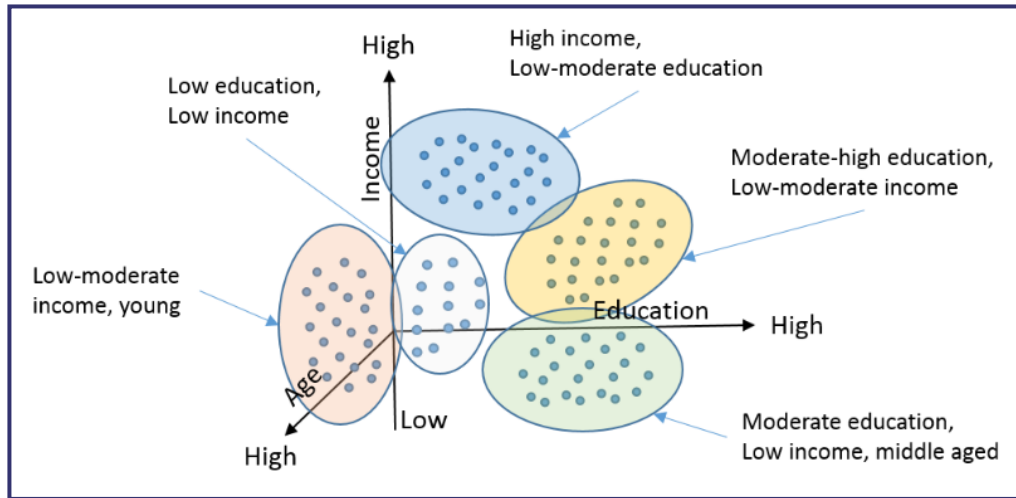 High
High income,
Low-moderate education
Low education,
Low income
Income
Moderate-high education,
Low-moderate income
Low-moderate
income, young
Education
High
Age
Low
High
Moderate education,
Low income, middle aged